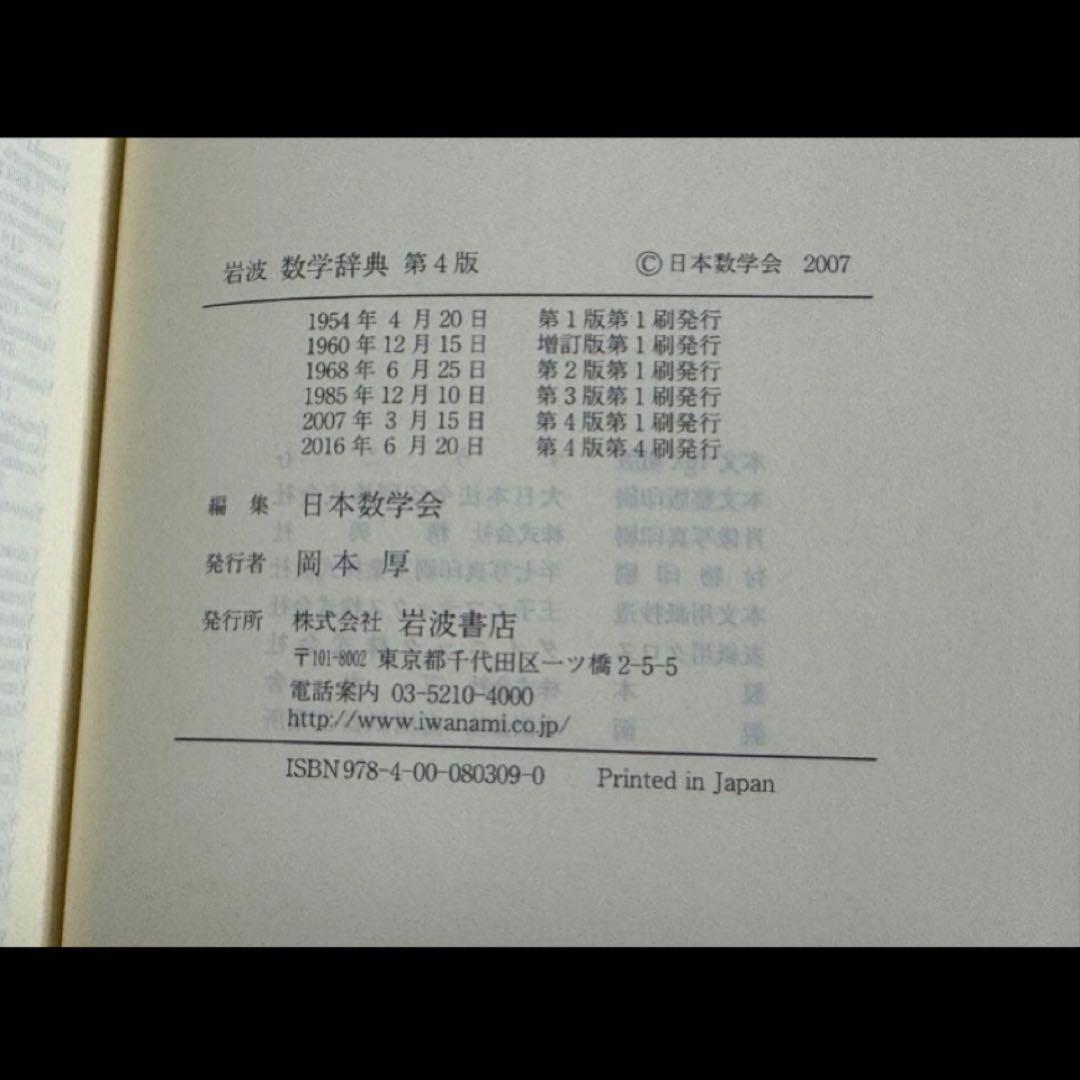 岩波 数学辞典 第4版 ©日本数学会 2007
1954年 4月20日 第1版第1刷発行
1960年12月15日 増訂版第1刷発行
1968年 6月25日 第2版第1刷発行
1985年12月10日 第3版第1刷発行
2007年 3月15日 第4版第1刷発行
2016年 6月20日 第4版第4刷発行
編集 日本数学会
発行者 岡本 厚
発行所 株式会社 岩波書店
〒101-8002 東京都千代田区一ツ橋2-5-5
電話案内 03-5210-4000
http://www.iwanami.co.jp/
ISBN978-4-00-080309-0 Printed in Japan